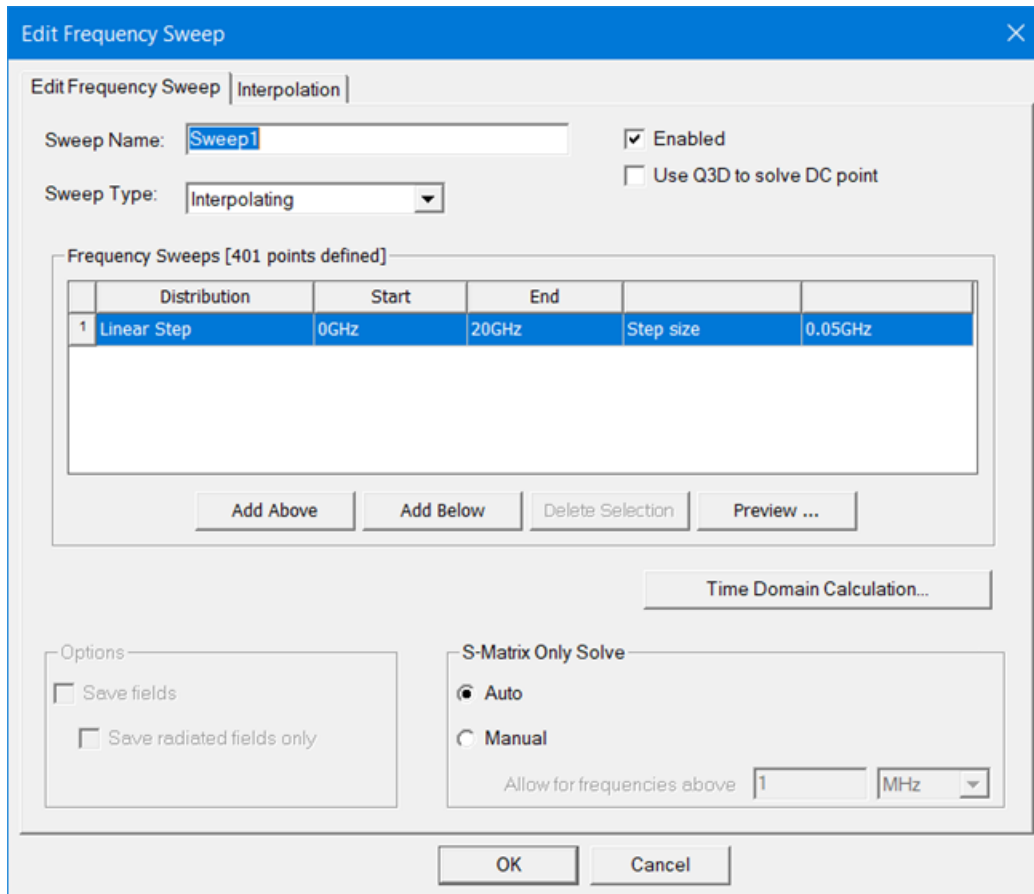 Edit Frequency Sweep
Edit Frequency Sweep Interpolation
Sweep Name: Sweep1 Enabled
Use Q3D to solve DC point
Sweep Type: Interpolating
Frequency Sweeps [401 points defined]
Distribution Start End
1 Linear Step 0GHz 20GHz Step size 0.05GHz
Add Above Add Below Delete Selection Preview ...
Time Domain Calculation...
Options S-Matrix Only Solve
Save fields Auto
Save radiated fields only Manual
Allow for frequencies above 1 MHz
OK Cancel